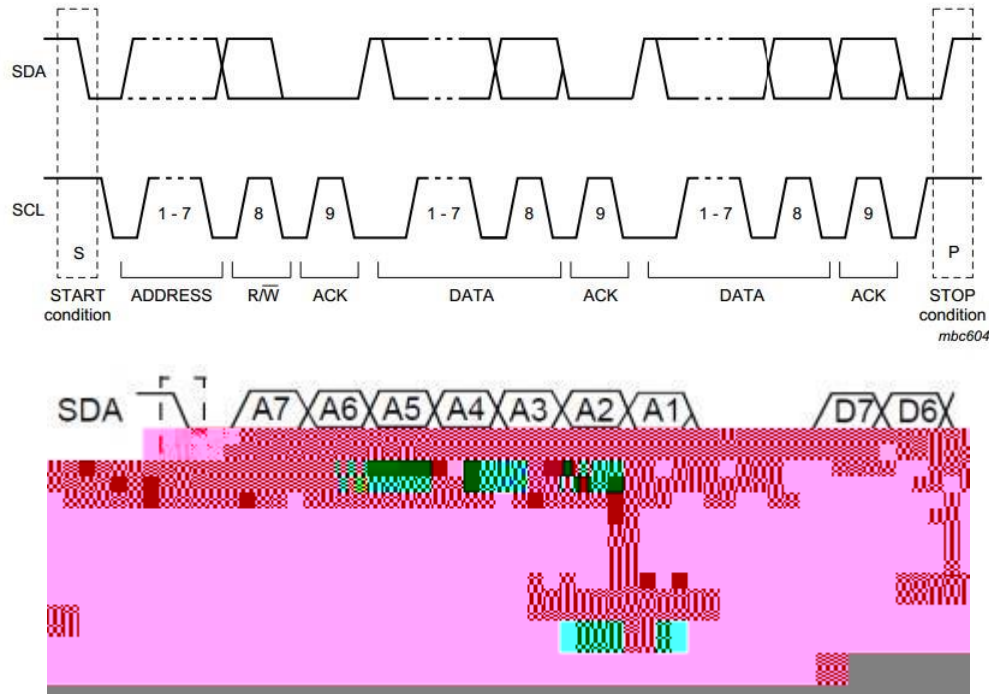 SDA
SCL
1 - 7 8 9 1 - 7 8 9 1 - 7 8 9
S P
START condition ADDRESS R/W̅ ACK DATA ACK DATA ACK STOP condition
mbc604
SDA A7 A6 A5 A4 A3 A2 A1 D7 D6